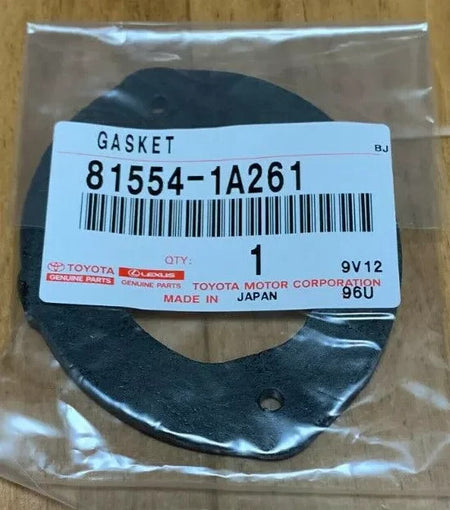 GASKET
BJ
81554-1A261
QTY: 1 9V12
TOYOTA LEXUS TOYOTA MOTOR CORPORATION
GENUINE PARTS GENUINE PARTS
MADE IN JAPAN 96U